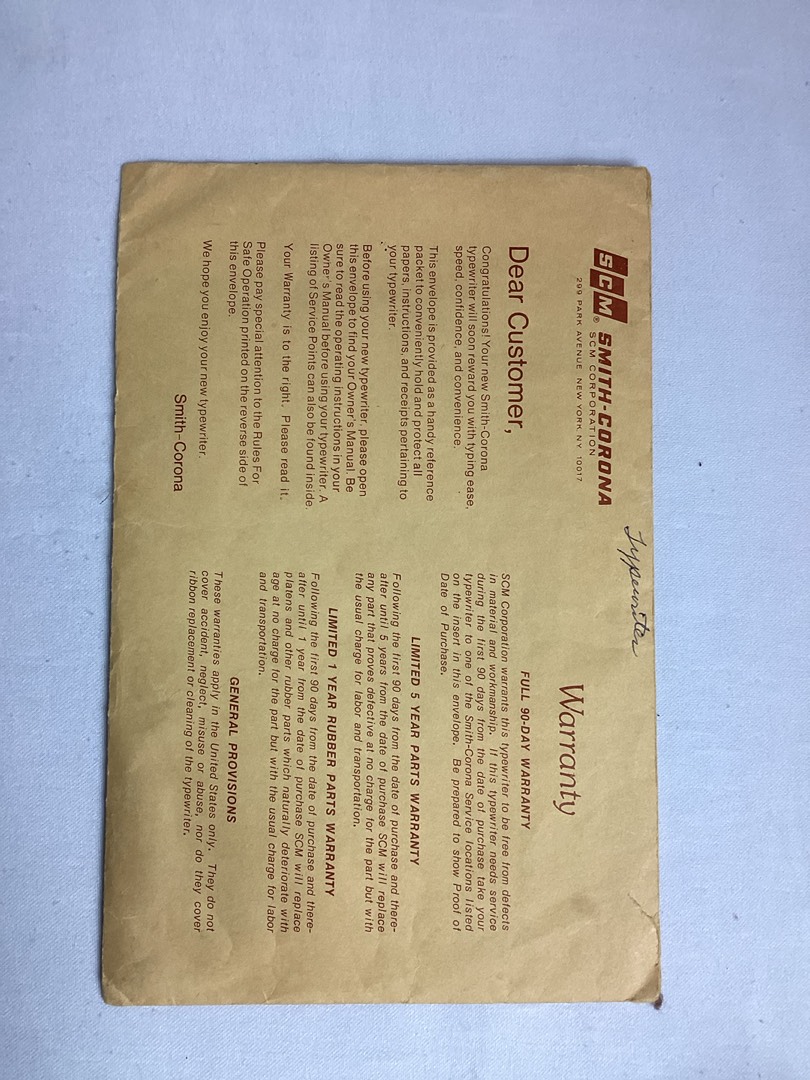 Typewriter
SCM® SMITH-CORONA
SCM CORPORATION
299 PARK AVENUE, NEW YORK, N.Y. 10017
Dear Customer,
Congratulations! Your new Smith-Corona
typewriter will soon reward you with typing ease,
speed, confidence, and convenience.
This envelope is provided as a handy reference
packet to conveniently hold and protect all
papers, instructions, and receipts pertaining to
your typewriter.
Before using your new typewriter, please open
this envelope to find your Owner's Manual. Be
sure to read the operating instructions in your
Owner's Manual before using your typewriter. A
listing of Service Points can also be found inside.
Your Warranty is to the right. Please read it.
Please pay special attention to the Rules For
Safe Operation printed on the reverse side of
this envelope.
We hope you enjoy your new typewriter.
Smith-Corona
Warranty
FULL 90-DAY WARRANTY
SCM Corporation warrants this typewriter to be free from defects
in material and workmanship. If this typewriter needs service
during the first 90 days from the date of purchase take your
typewriter to one of the Smith-Corona Service locations listed
on the insert in this envelope. Be prepared to show Proof of
Date of Purchase.
LIMITED 5 YEAR PARTS WARRANTY
Following the first 90 days from the date of purchase and there-
after until 5 years from the date of purchase SCM will replace
any part that proves defective at no charge for the part but with
the usual charge for labor and transportation.
LIMITED 1 YEAR RUBBER PARTS WARRANTY
Following the first 90 days from the date of purchase and there-
after until 1 year from the date of purchase SCM will replace
platens and other rubber parts which naturally deteriorate with
age at no charge for the part but with the usual charge for labor
and transportation.
GENERAL PROVISIONS
These warranties apply in the United States only. They do not
cover accident, neglect, misuse or abuse, nor do they cover
ribbon replacement or cleaning of the typewriter.